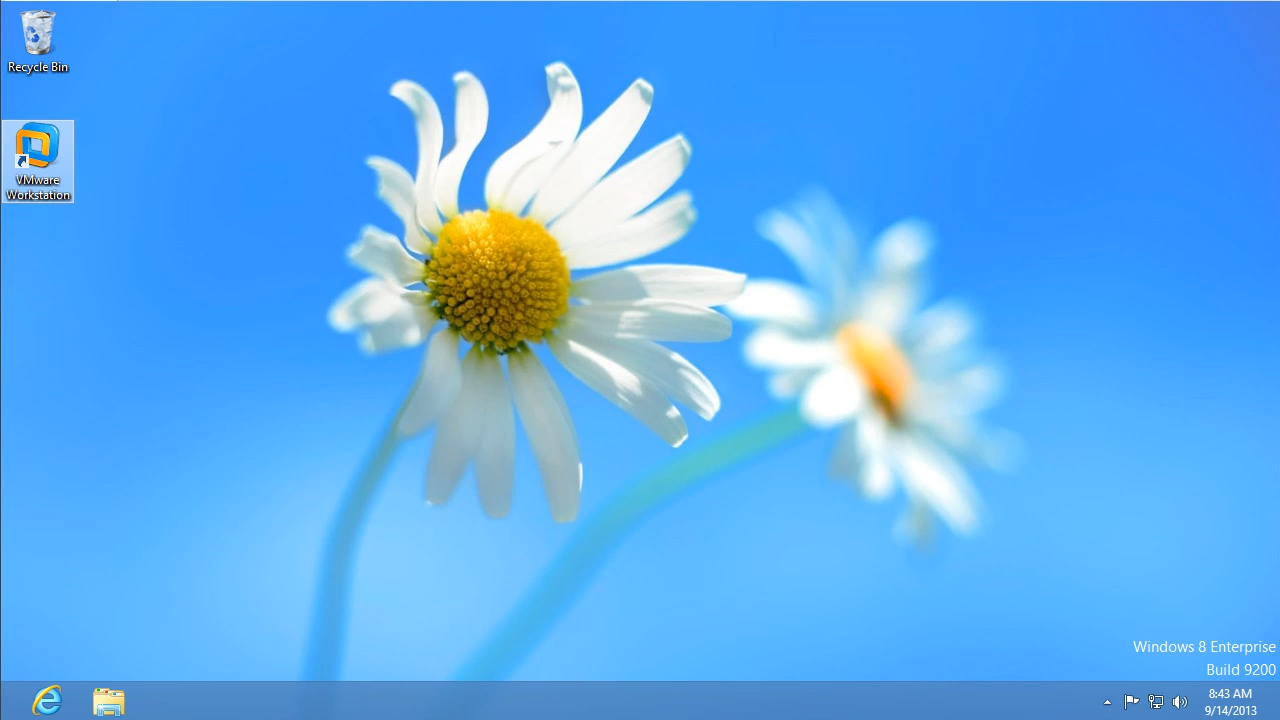 Recycle Bin
VMware
Workstation
Windows 8 Enterprise
Build 9200
8:43 AM
9/14/2013